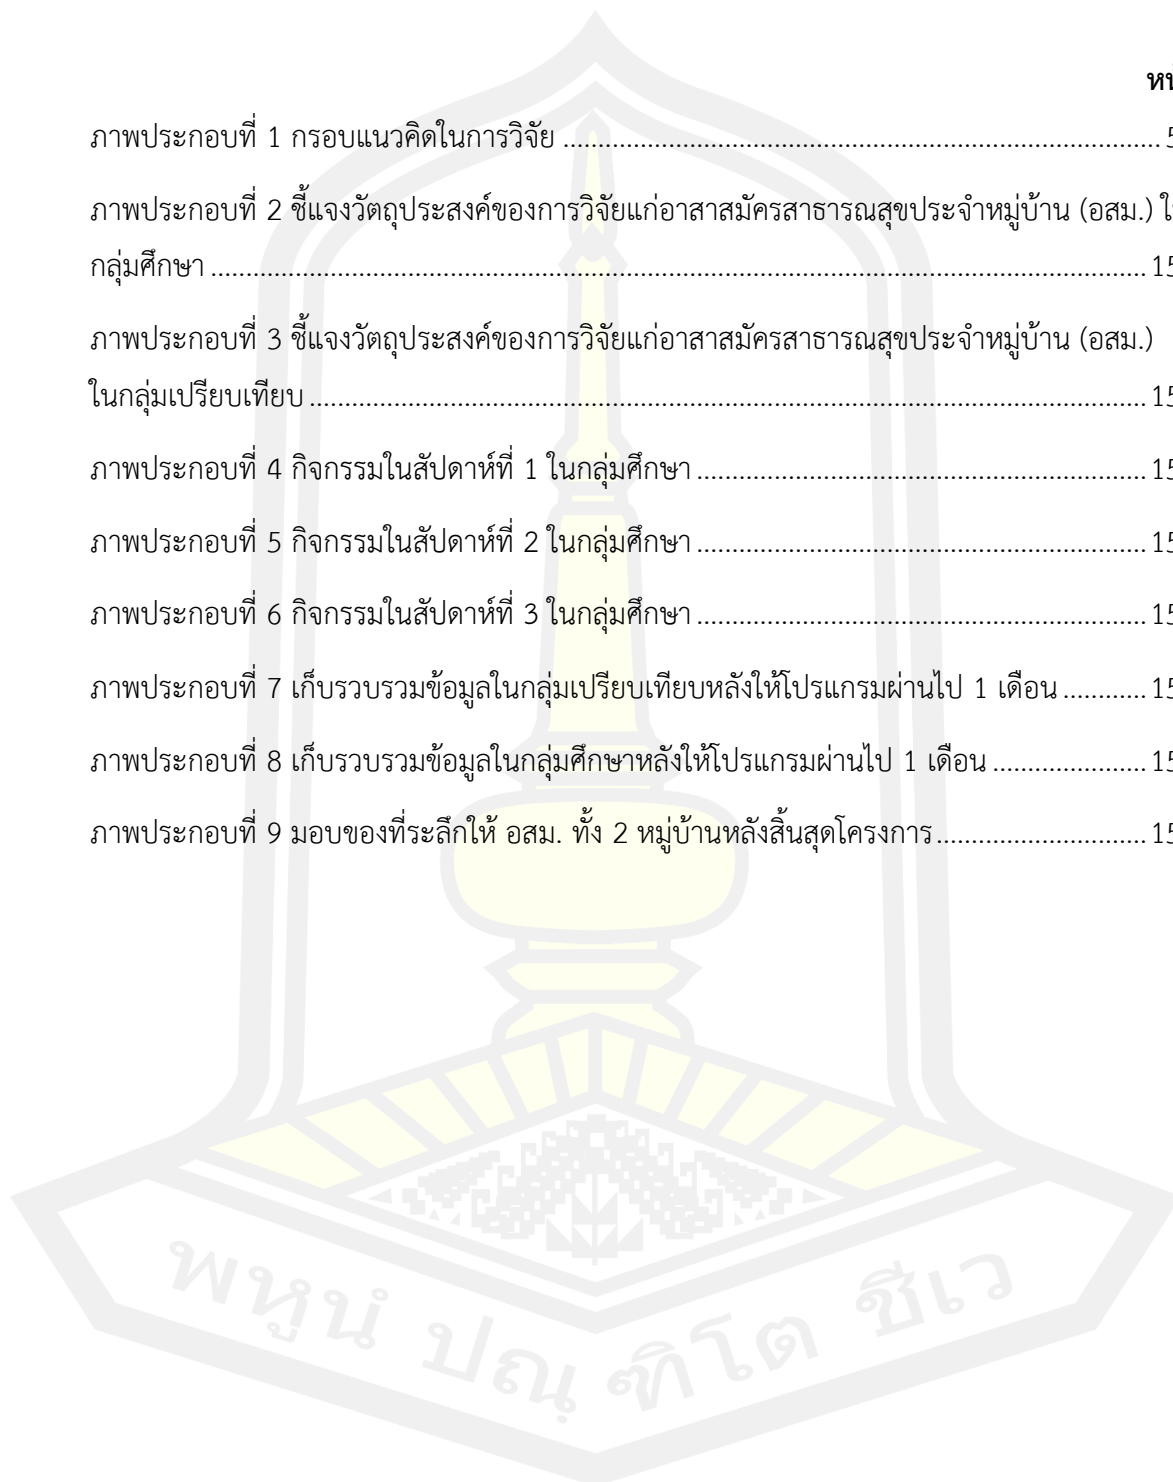 ภาพประกอบที่ 1 กรอบแนวคิดในการวิจัย ........................................................................................ 5
ภาพประกอบที่ 2 ชี้แจงวัตถุประสงค์ของการวิจัยแก่อาสาสมัครสาธารณสุขประจำหมู่บ้าน (อสม.)
กลุ่มศึกษา ........................................................................................ 15
ภาพประกอบที่ 3 ชี้แจงวัตถุประสงค์ของการวิจัยแก่อาสาสมัครสาธารณสุขประจำหมู่บ้าน (อสม.)
ในกลุ่มเปรียบเทียบ ........................................................................................ 15
ภาพประกอบที่ 4 กิจกรรมในสัปดาห์ที่ 1 ในกลุ่มศึกษา ................................................................ 15
ภาพประกอบที่ 5 กิจกรรมในสัปดาห์ที่ 2 ในกลุ่มศึกษา ................................................................ 15
ภาพประกอบที่ 6 กิจกรรมในสัปดาห์ที่ 3 ในกลุ่มศึกษา ................................................................ 15
ภาพประกอบที่ 7 เก็บรวบรวมข้อมูลในกลุ่มเปรียบเทียบหลังให้โปรแกรมผ่านไป 1 เดือน ............ 15
ภาพประกอบที่ 8 เก็บรวบรวมข้อมูลในกลุ่มศึกษาหลังให้โปรแกรมผ่านไป 1 เดือน ...................... 15
ภาพประกอบที่ 9 มอบของที่ระลึกให้ อสม. ทั้ง 2 หมู่บ้านหลังสิ้นสุดโครงการ .............................. 15
พหูนํ ปณฺฑิโต ชีเว